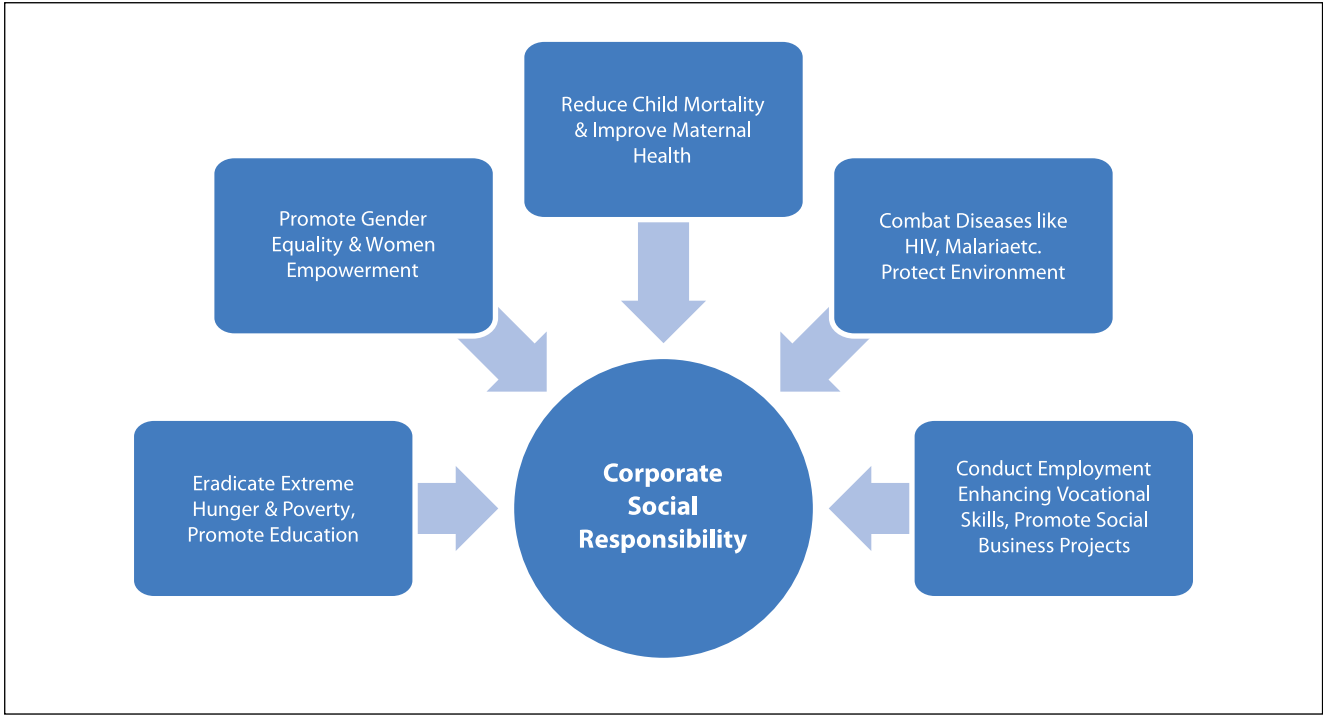 Reduce Child Mortality
& Improve Maternal
Health
Promote Gender
Equality & Women
Empowerment
Combat Diseases like
HIV, Malariaetc.
Protect Environment
Eradicate Extreme
Hunger & Poverty,
Promote Education
Corporate
Social
Responsibility
Conduct Employment
Enhancing Vocational
Skills, Promote Social
Business Projects